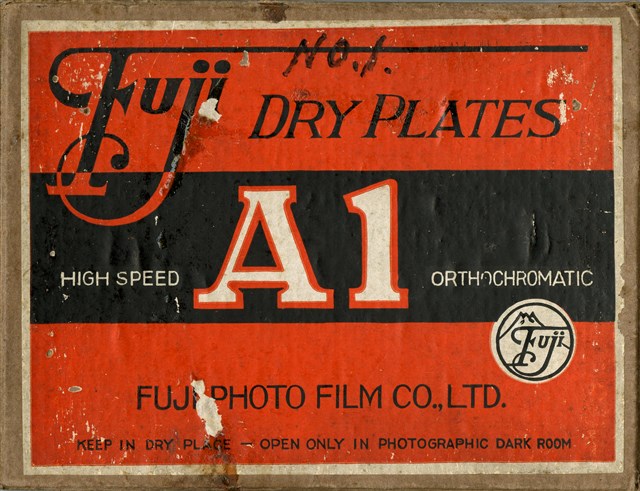 NO.1.
Fuji DRY PLATES
A1
HIGH SPEED ORTHOCHROMATIC
Fuji
FUJI PHOTO FILM CO., LTD.
KEEP IN DRY PLACE — OPEN ONLY IN PHOTOGRAPHIC DARK ROOM